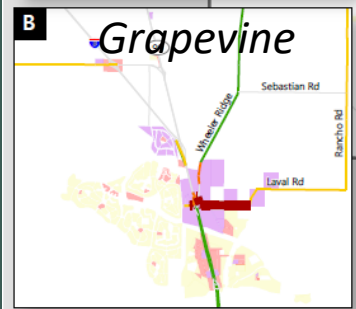 B
Grapevine
Sebastian Rd
Wheeler Ridge
Rancho Rd
Laval Rd